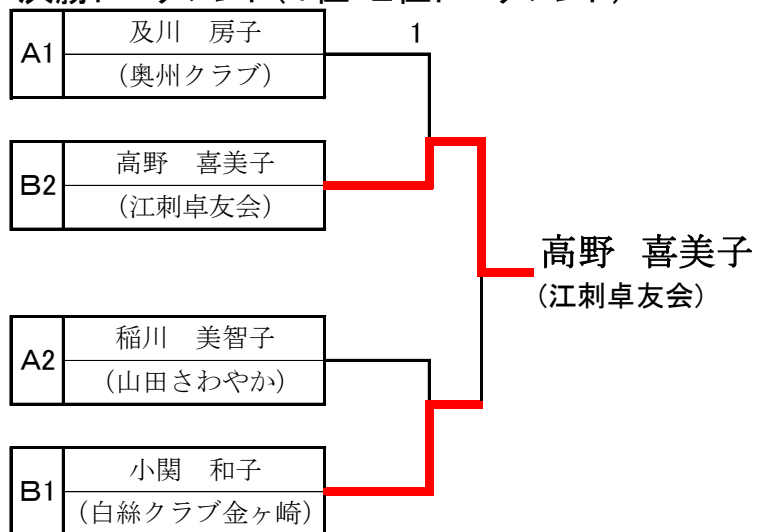 A1
及川　房子
(奥州クラブ)
1
B2
高野　喜美子
(江刺卓友会)
高野　喜美子
(江刺卓友会)
A2
稲川　美智子
(山田さわやか)
B1
小関　和子
(白絲クラブ金ヶ崎)